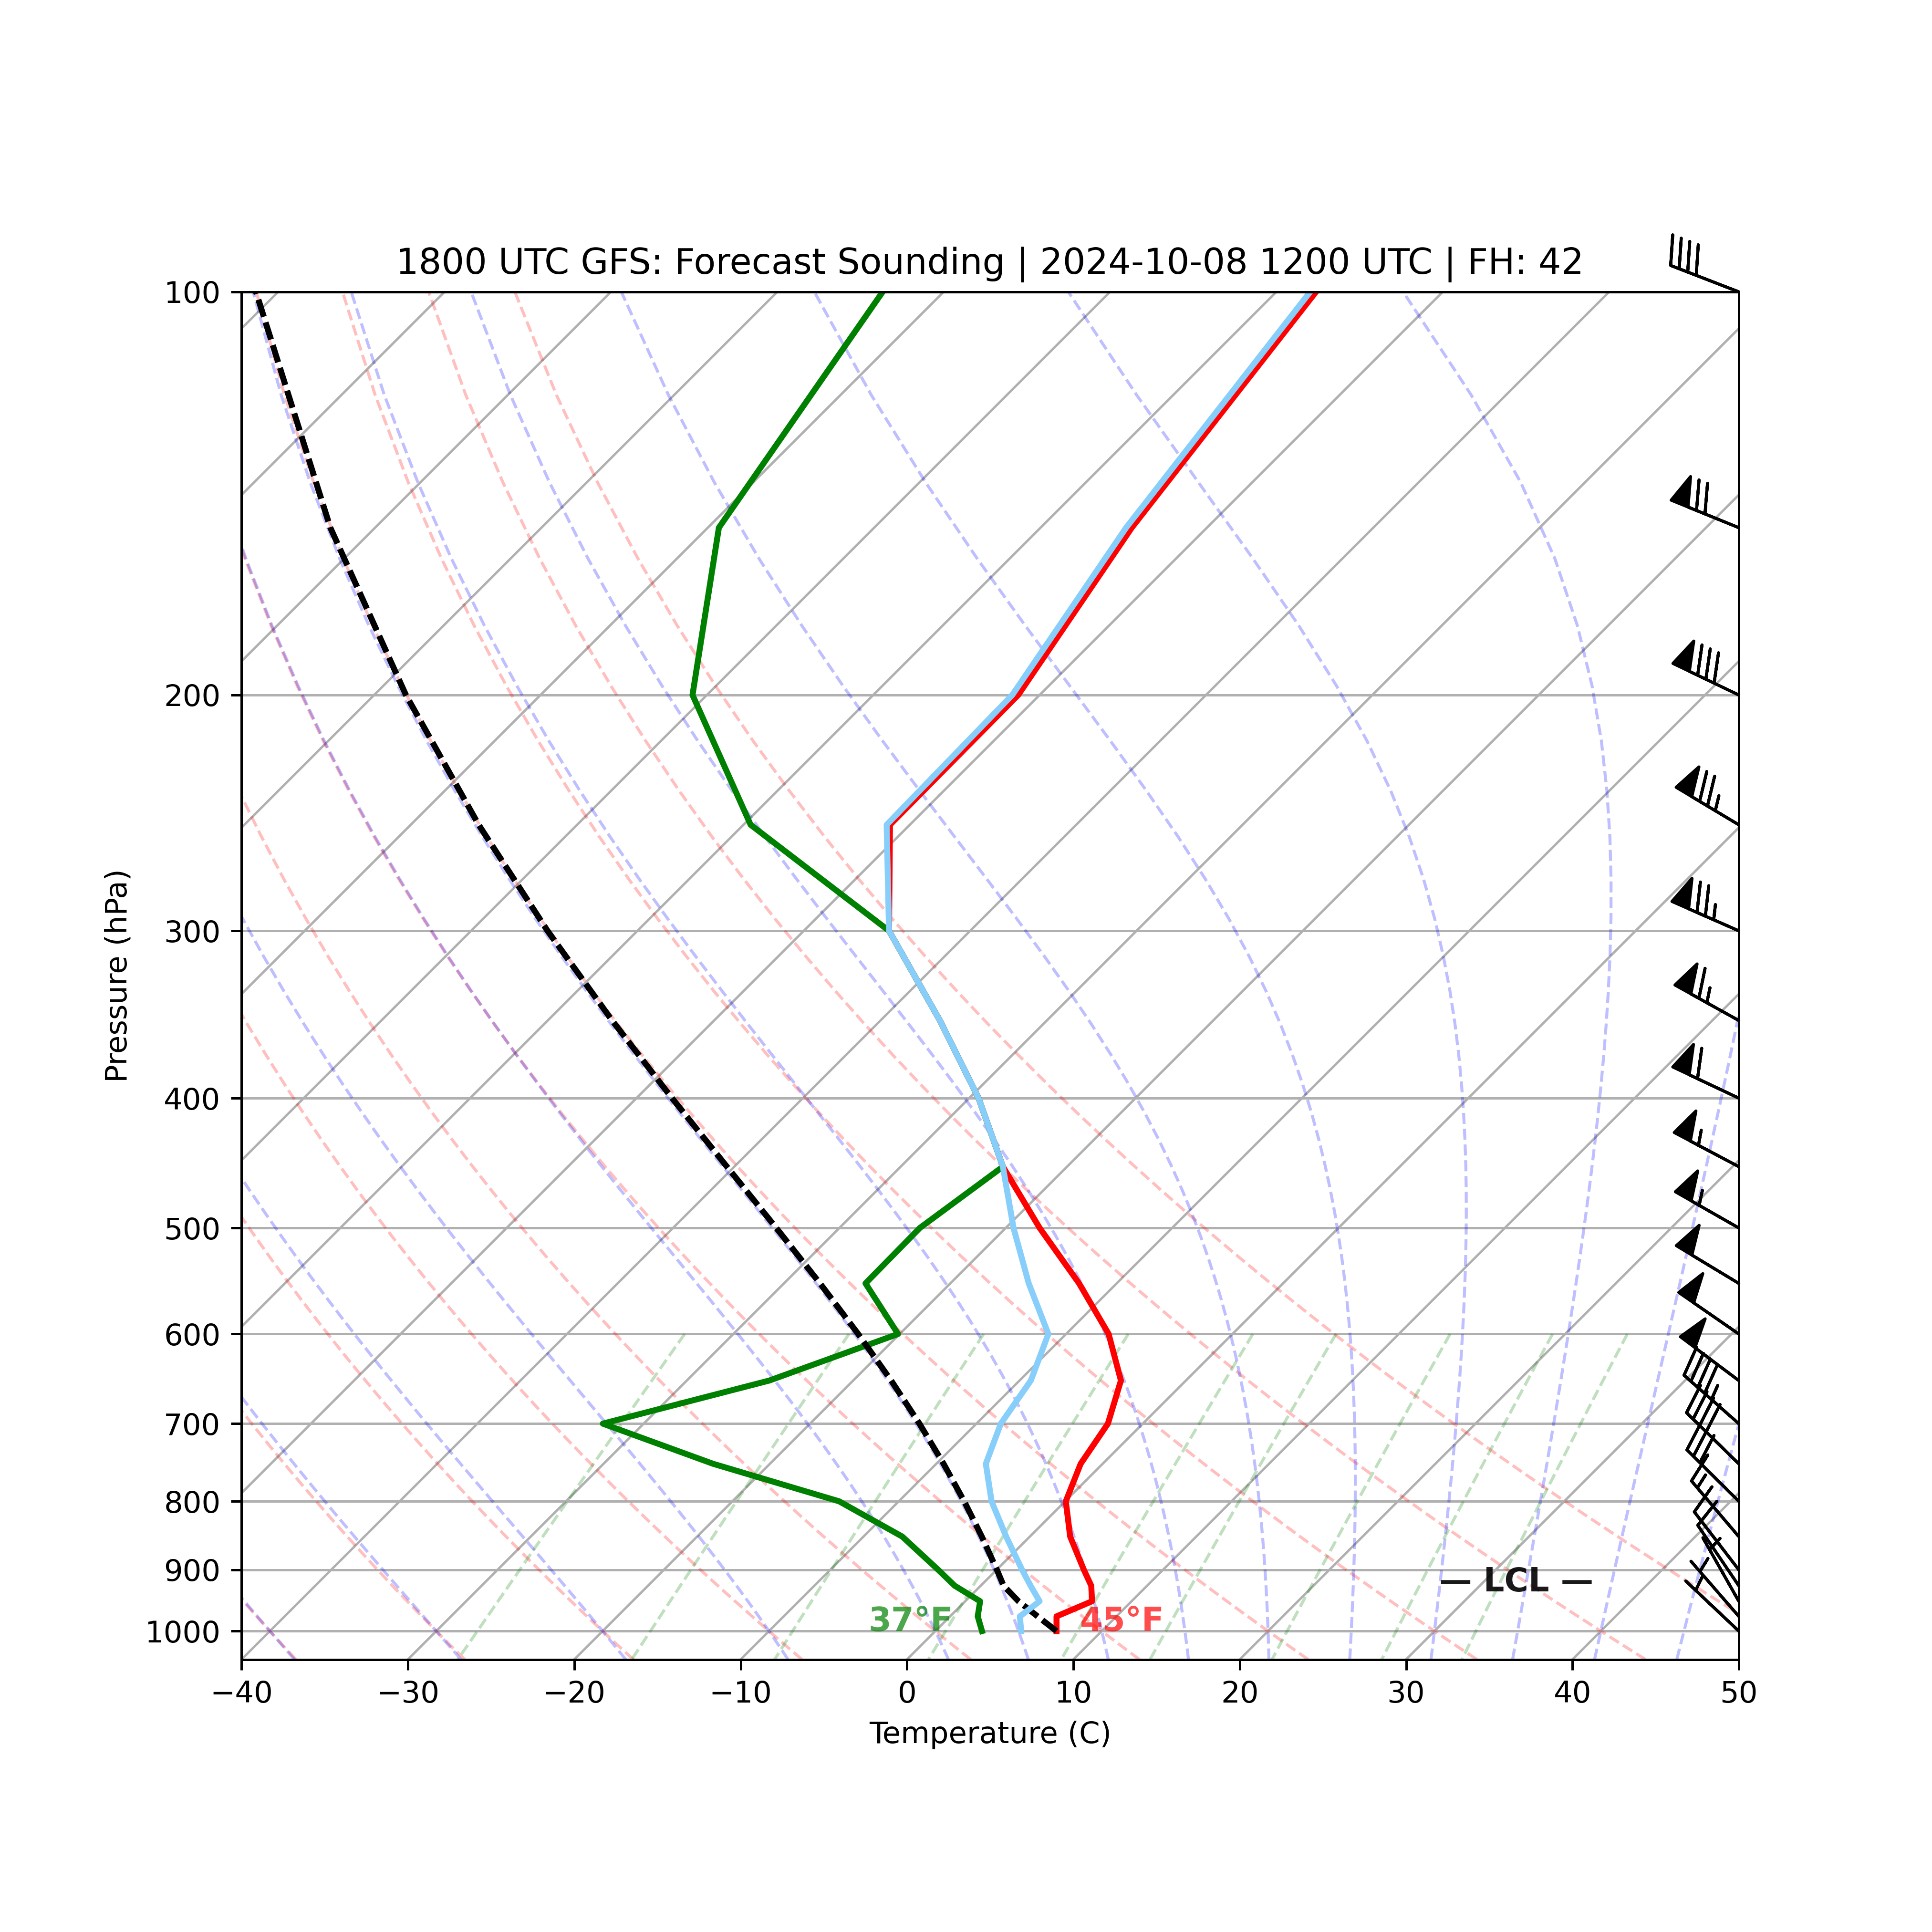 1800 UTC GFS: Forecast Sounding | 2024-10-08 1200 UTC | FH: 42
100
200
300
400
500
600
700
800
900
1000
Pressure (hPa)
— LCL —
37°F
45°F
−40 −30 −20 −10 0 10 20 30 40 50
Temperature (C)